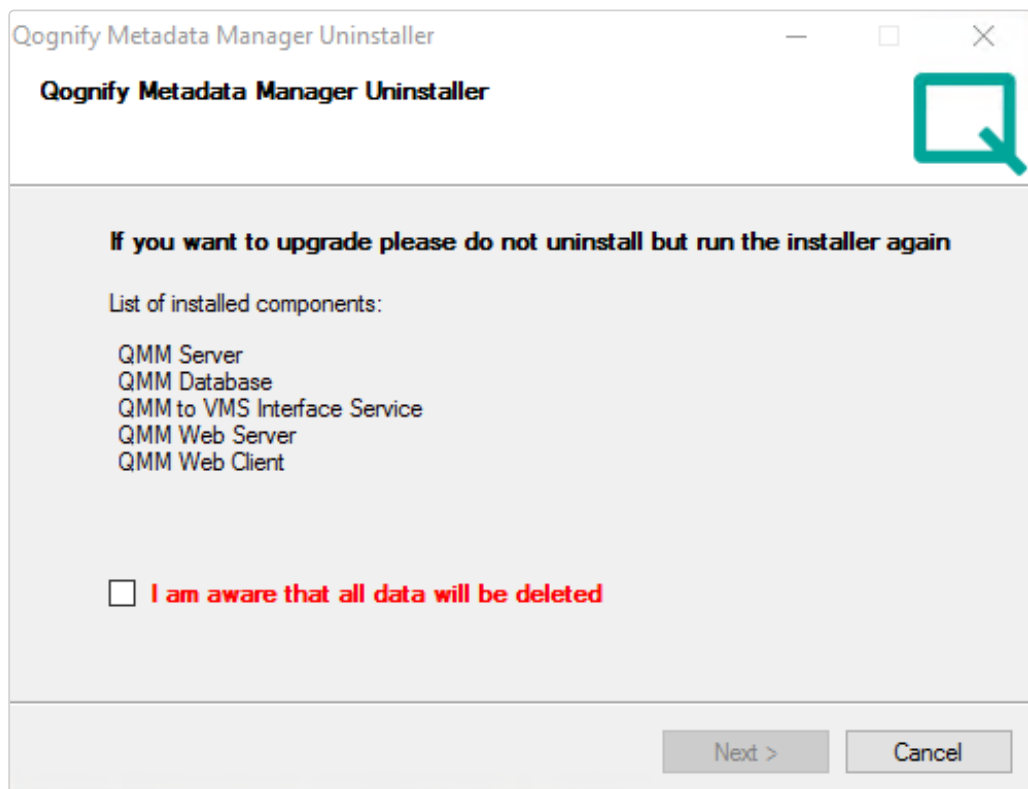 Qognify Metadata Manager Uninstaller
Qognify Metadata Manager Uninstaller
If you want to upgrade please do not uninstall but run the installer again
List of installed components:
QMM Server
QMM Database
QMM to VMS Interface Service
QMM Web Server
QMM Web Client
I am aware that all data will be deleted
Next >
Cancel